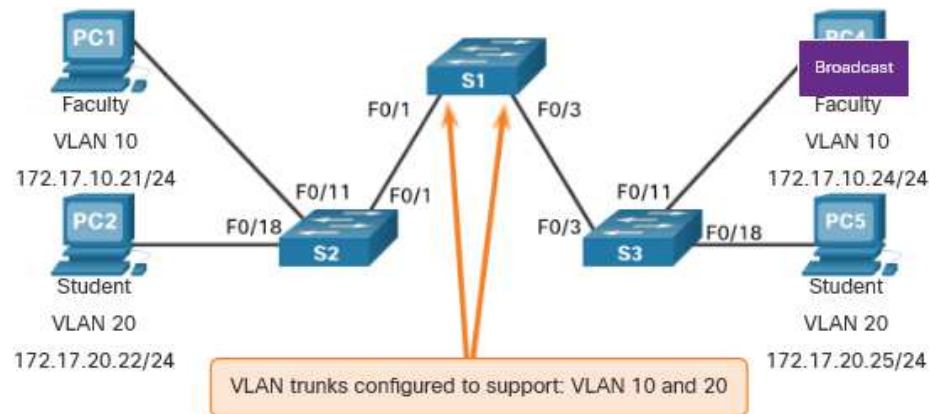 PC1
Faculty
VLAN 10
172.17.10.21/24
PC2
Student
VLAN 20
172.17.20.22/24
F0/11
F0/18
F0/1
S2
F0/1
S1
F0/3
F0/3
F0/11
F0/18
S3
PC4
Broadcast
Faculty
VLAN 10
172.17.10.24/24
PC5
Student
VLAN 20
172.17.20.25/24
VLAN trunks configured to support: VLAN 10 and 20